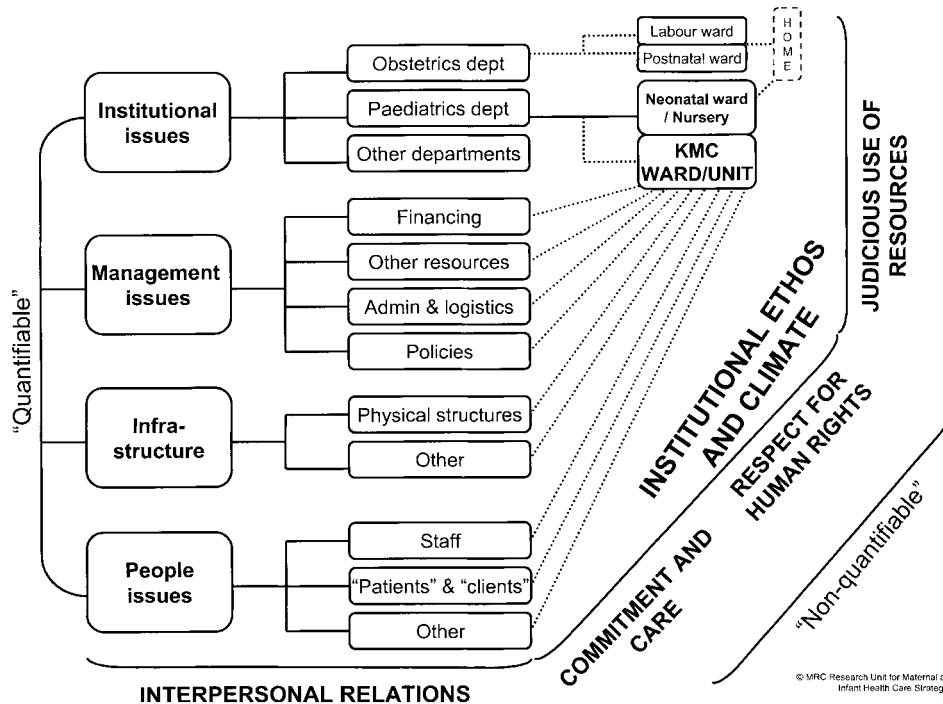 "Quantifiable"
Institutional
issues
Management
issues
Infra-
structure
People
issues
Obstetrics dept
Paediatrics dept
Other departments
Financing
Other resources
Admin & logistics
Policies
Physical structures
Other
Staff
"Patients" & "clients"
Other
Labour ward
Postnatal ward
Neonatal ward
/ Nursery
KMC
WARD/UNIT
HOME
INSTITUTIONAL ETHOS
AND CLIMATE
JUDICIOUS USE OF
RESOURCES
RESPECT FOR
HUMAN RIGHTS
COMMITMENT AND
CARE
"Non-quantifiable"
INTERPERSONAL RELATIONS
© MRC Research Unit for Maternal a
Infant Health Care Strateg